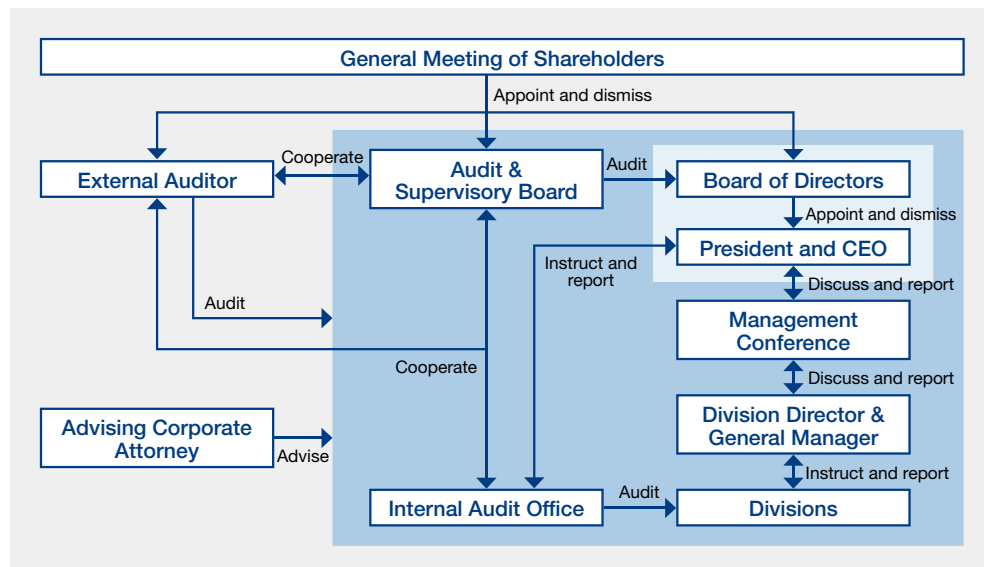 General Meeting of Shareholders
Appoint and dismiss
Cooperate
External Auditor
Audit &
Supervisory Board
Audit
Board of Directors
Appoint and dismiss
President and CEO
Instruct and
report
Discuss and report
Audit
Management
Conference
Cooperate
Discuss and report
Advising Corporate
Attorney
Advise
Division Director &
General Manager
Instruct and report
Internal Audit Office
Audit
Divisions